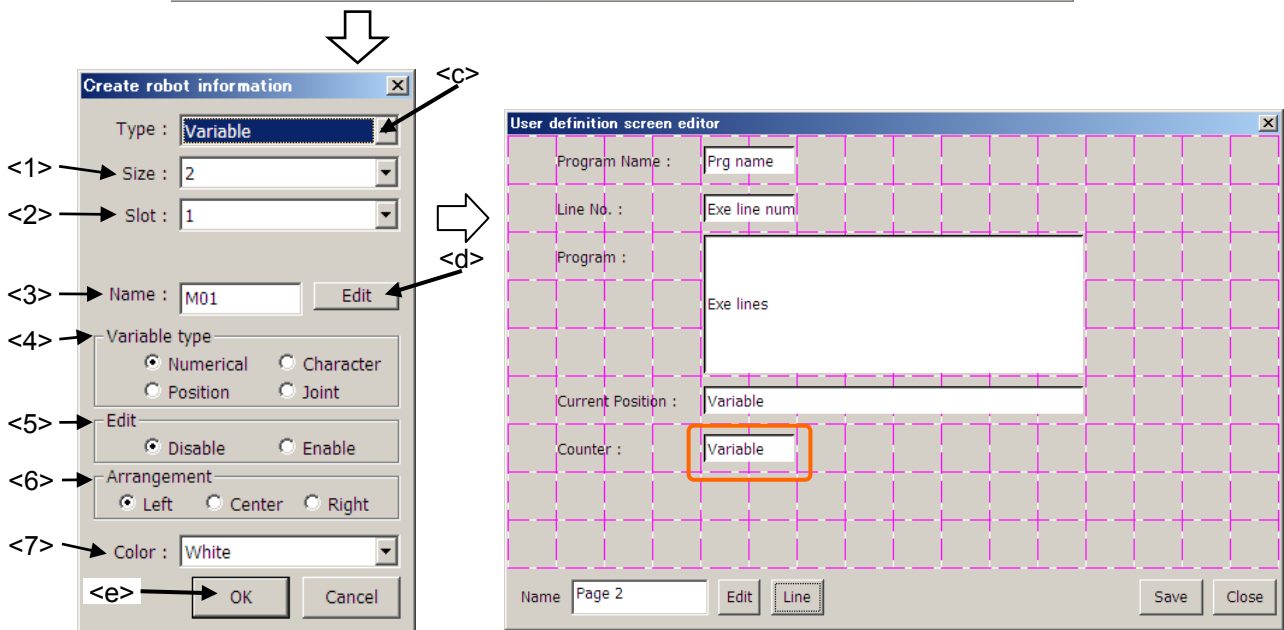 <c>
Create robot information
Type : Variable
<1> Size : 2
<2> Slot : 1
<d>
<3> Name : M01 Edit
<4> Variable type
Numerical Character
Position Joint
<5> Edit
Disable Enable
<6> Arrangement
Left Center Right
<7> Color : White
<e> OK Cancel
User definition screen editor
Program Name : Prg name
Line No. : Exe line num
Program :
Exe lines
Current Position : Variable
Counter : Variable
Name Page 2 Edit Line Save Close